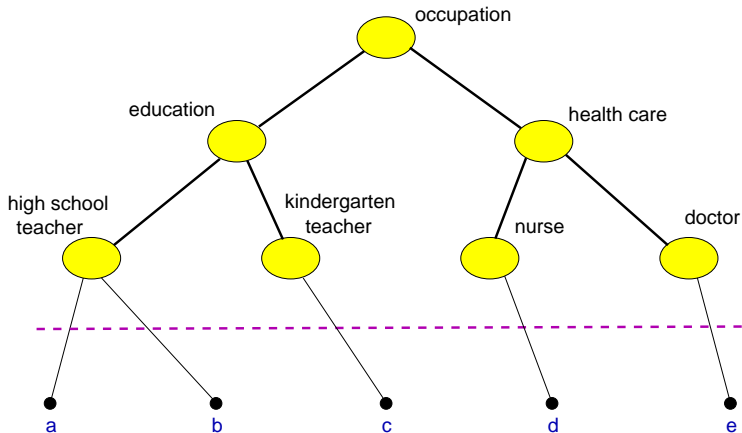 occupation
education
health care
high school
teacher
kindergarten
teacher
nurse
doctor
a
b
c
d
e